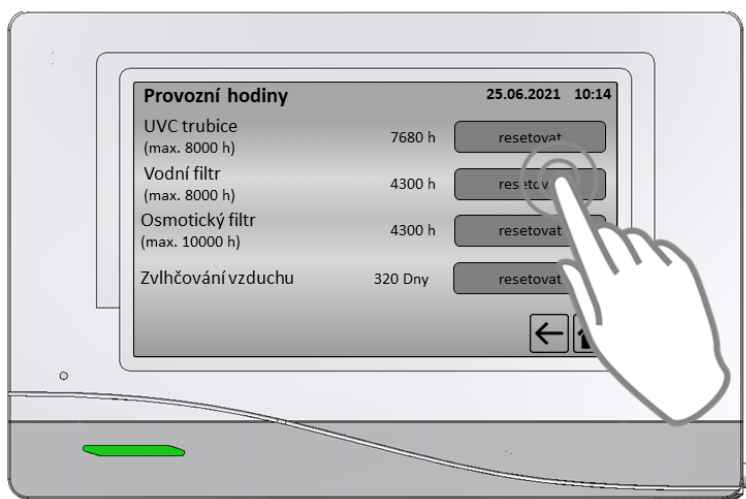 Provozní hodiny 25.06.2021 10:14
UVC trubice
(max. 8000 h) 7680 h resetovat
Vodní filtr
(max. 8000 h) 4300 h
Osmotický filtr
(max. 10000 h) 4300 h resetovat
Zvlhčování vzduchu 320 Dny resetovat